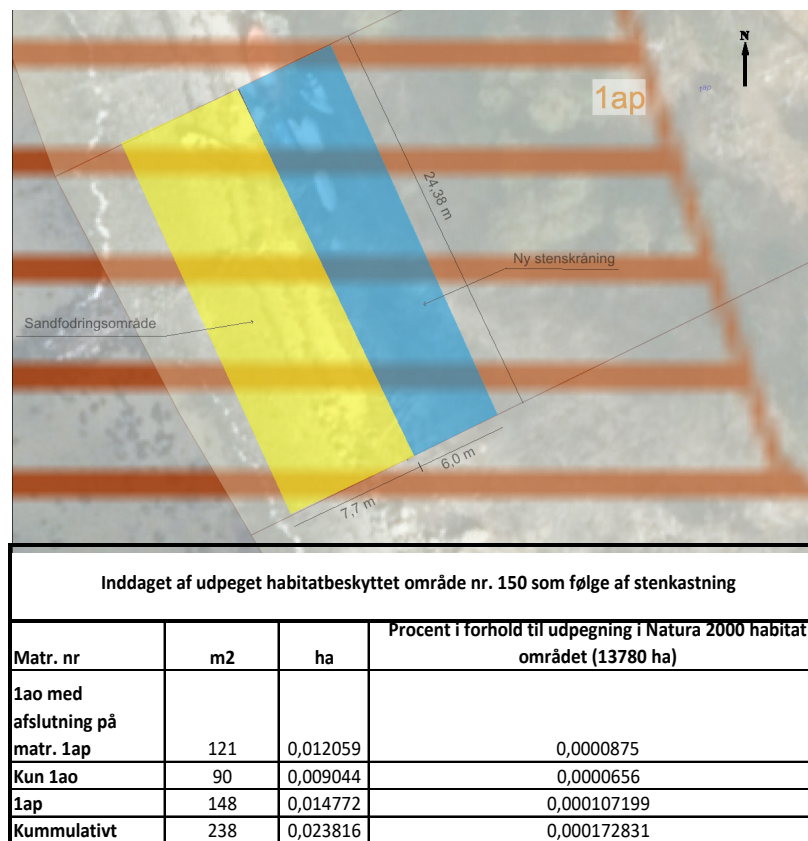 N
1ap
24,38 m
Ny stenskråning
Sandfodringsområde
6,0 m
7,7 m
Inddaget af udpeget habitatbeskyttet område nr. 150 som følge af stenkastning
Matr. nr m2 ha Procent i forhold til udpegning i Natura 2000 habitat
området (13780 ha)
1ao med
afslutning på
matr. 1ap 121 0,012059 0,0000875
Kun 1ao 90 0,009044 0,0000656
1ap 148 0,014772 0,000107199
Kummulativt 238 0,023816 0,000172831